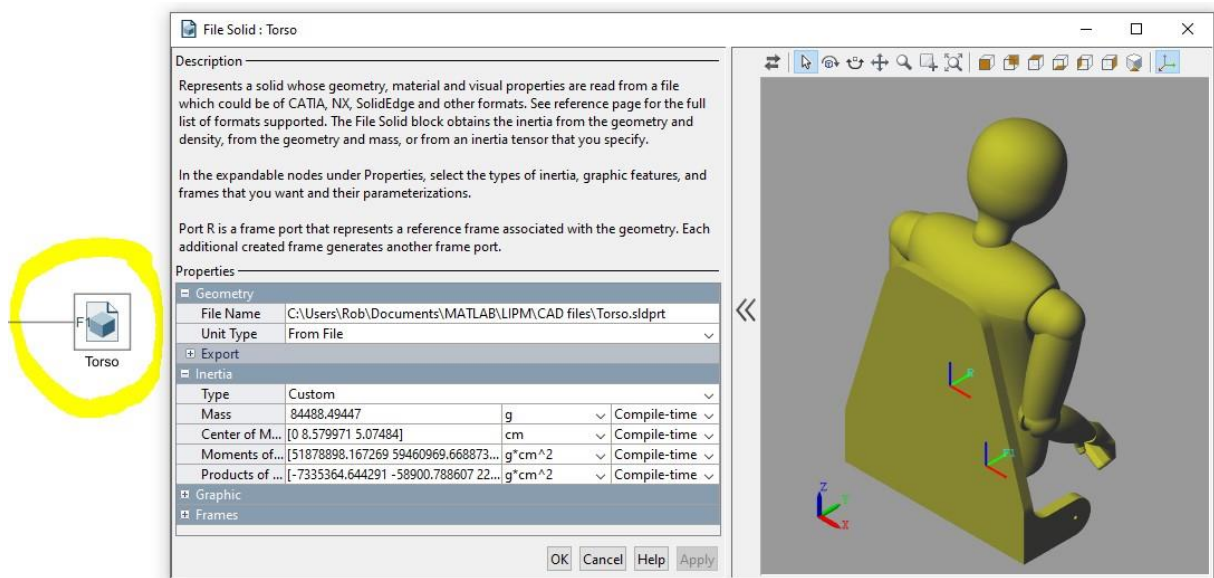 File Solid : Torso
Description
Represents a solid whose geometry, material and visual properties are read from a file
which could be of CATIA, NX, SolidEdge and other formats. See reference page for the full
list of formats supported. The File Solid block obtains the inertia from the geometry and
density, from the geometry and mass, or from an inertia tensor that you specify.
In the expandable nodes under Properties, select the types of inertia, graphic features, and
frames that you want and their parameterizations.
Port R is a frame port that represents a reference frame associated with the geometry. Each
additional created frame generates another frame port.
Properties
Geometry
File Name C:\Users\Rob\Documents\MATLAB\LIPM\CAD files\Torso.sldprt
Unit Type From File
Export
Inertia
Type Custom
Mass 84488.49447 g Compile-time
Center of M... [0 8.579971 5.07484] cm Compile-time
Moments of... [51878898.167269 59460969.668873... g*cm^2 Compile-time
Products of ... [-7335364.644291 -58900.788607 22... g*cm^2 Compile-time
Graphic
Frames
OK Cancel Help Apply
F1
Torso
R
F1
Z
Y
X